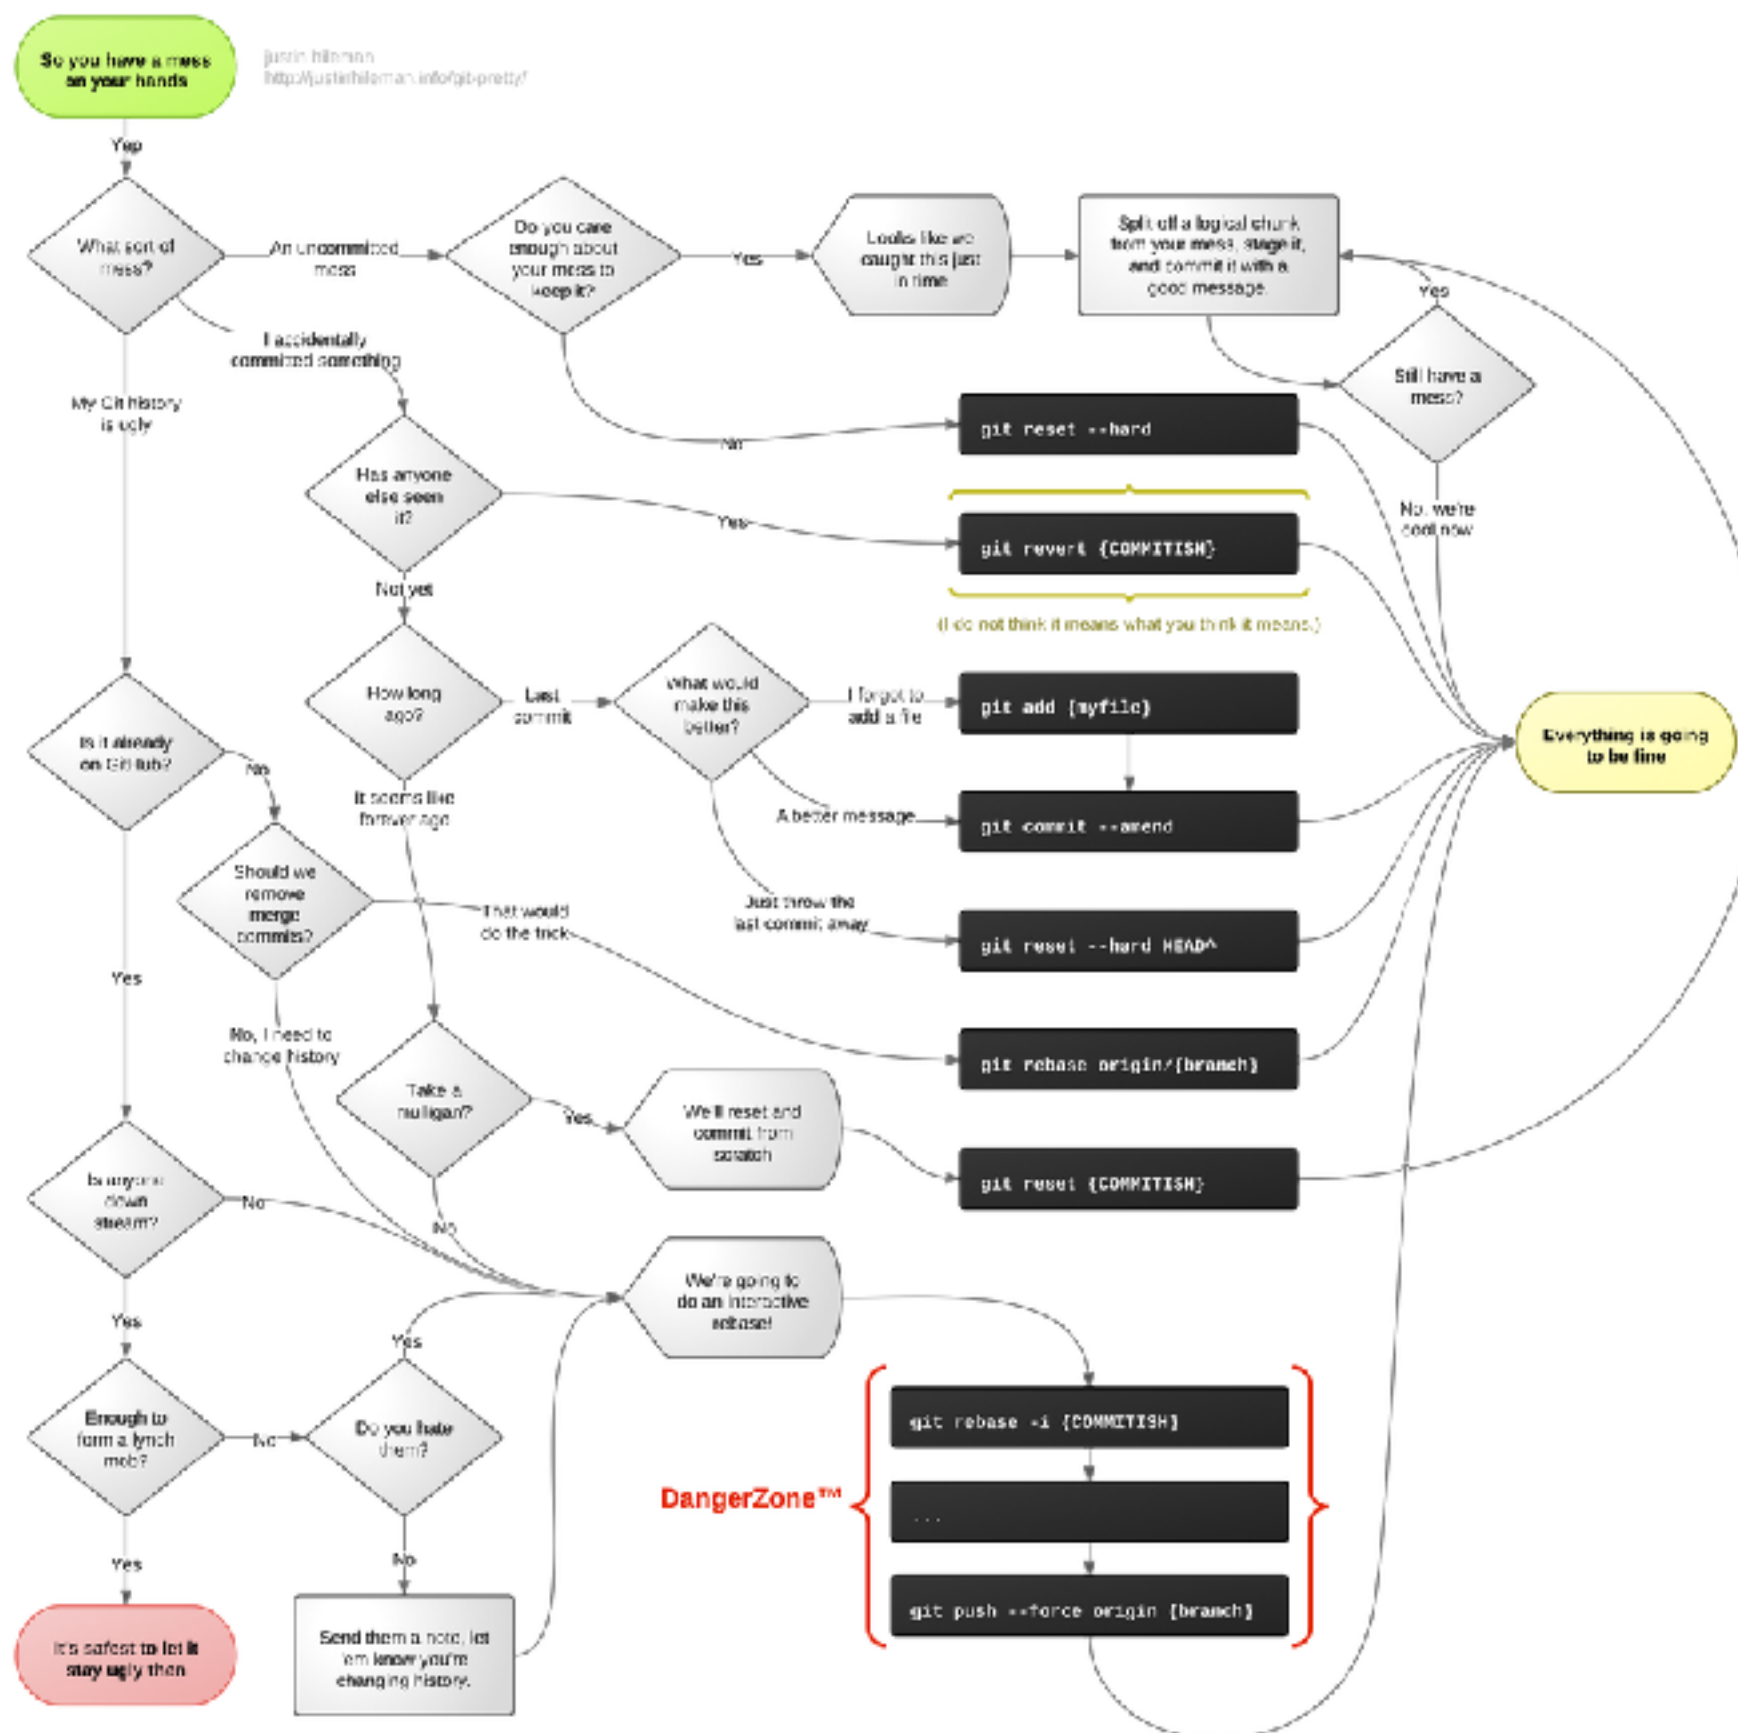 So you have a mess
on your hands
justin hileman
http://justinhileman.info/git-pretty/
Yep
What sort of
mess?
An uncommitted
mess
Do you care
enough about
your mess to
keep it?
Yes
Looks like we
caught this just
in time
Split off a logical chunk
from your mess, stage it,
and commit it with a
good message.
Yes
Still have a
mess?
No, we're
cool now
I accidentally
committed something
My Git history
is ugly
No
git reset --hard
Has anyone
else seen
it?
Yes
git revert {COMMITISH}
(I do not think it means what you think it means.)
Not yet
How long
ago?
Last
commit
What would
make this
better?
I forgot to
add a file
git add {myfile}
Everything is going
to be fine
Is it already
on GitHub?
No
It seems like
forever ago
A better message
git commit --amend
Should we
remove
merge
commits?
That would
do the trick
Just throw the
last commit away
git reset --hard HEAD^
Yes
No, I need to
change history
git rebase origin/{branch}
Take a
mulligan?
Yes
We'll reset and
commit from
scratch
git reset {COMMITISH}
Is anyone
down
stream?
No
No
We're going to
do an interactive
rebase!
Yes
Yes
Enough to
form a lynch
mob?
No
Do you hate
them?
git rebase -i {COMMITISH}
DangerZone™
...
Yes
No
git push --force origin {branch}
It's safest to let it
stay ugly then
Send them a note, let
'em know you're
changing history.